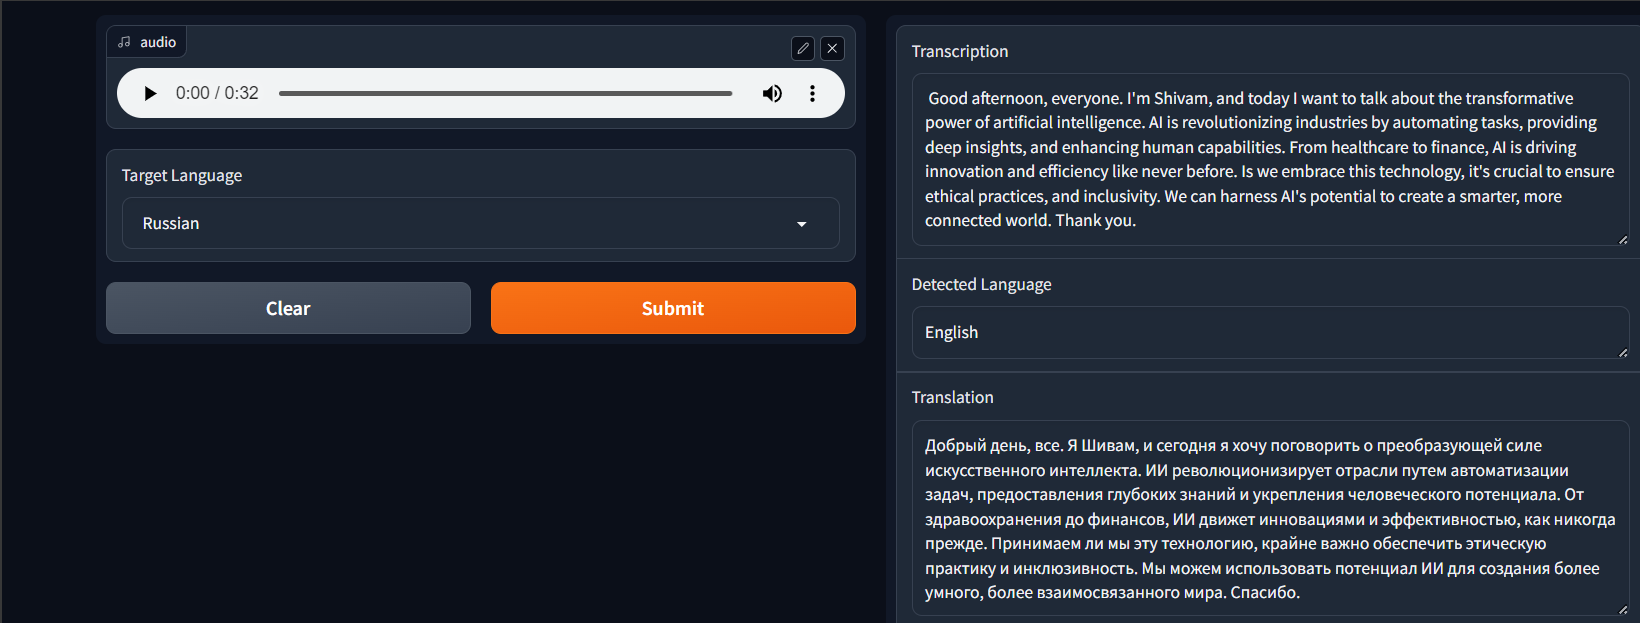 audio
0:00 / 0:32
Target Language
Russian
Clear
Submit
Transcription
Good afternoon, everyone. I'm Shivam, and today I want to talk about the transformative
power of artificial intelligence. AI is revolutionizing industries by automating tasks, providing
deep insights, and enhancing human capabilities. From healthcare to finance, AI is driving
innovation and efficiency like never before. Is we embrace this technology, it's crucial to ensure
ethical practices, and inclusivity. We can harness AI's potential to create a smarter, more
connected world. Thank you.
Detected Language
English
Translation
Добрый день, все. Я Шивам, и сегодня я хочу поговорить о преобразующей силе
искусственного интеллекта. ИИ революционизирует отрасли путем автоматизации
задач, предоставления глубоких знаний и укрепления человеческого потенциала. От
здравоохранения до финансов, ИИ движет инновациями и эффективностью, как никогда
прежде. Принимаем ли мы эту технологию, крайне важно обеспечить этическую
практику и инклюзивность. Мы можем использовать потенциал ИИ для создания более
умного, более взаимосвязанного мира. Спасибо.